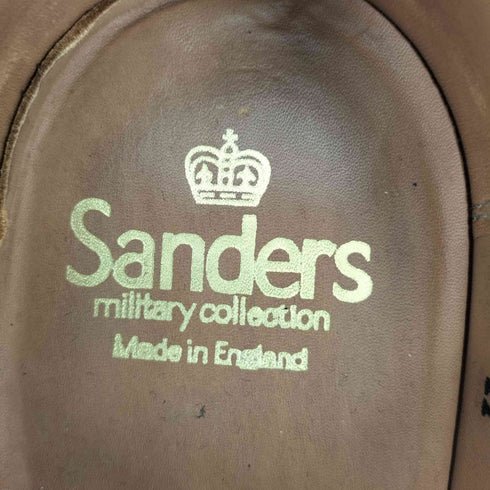 Sanders
military collection
Made in England